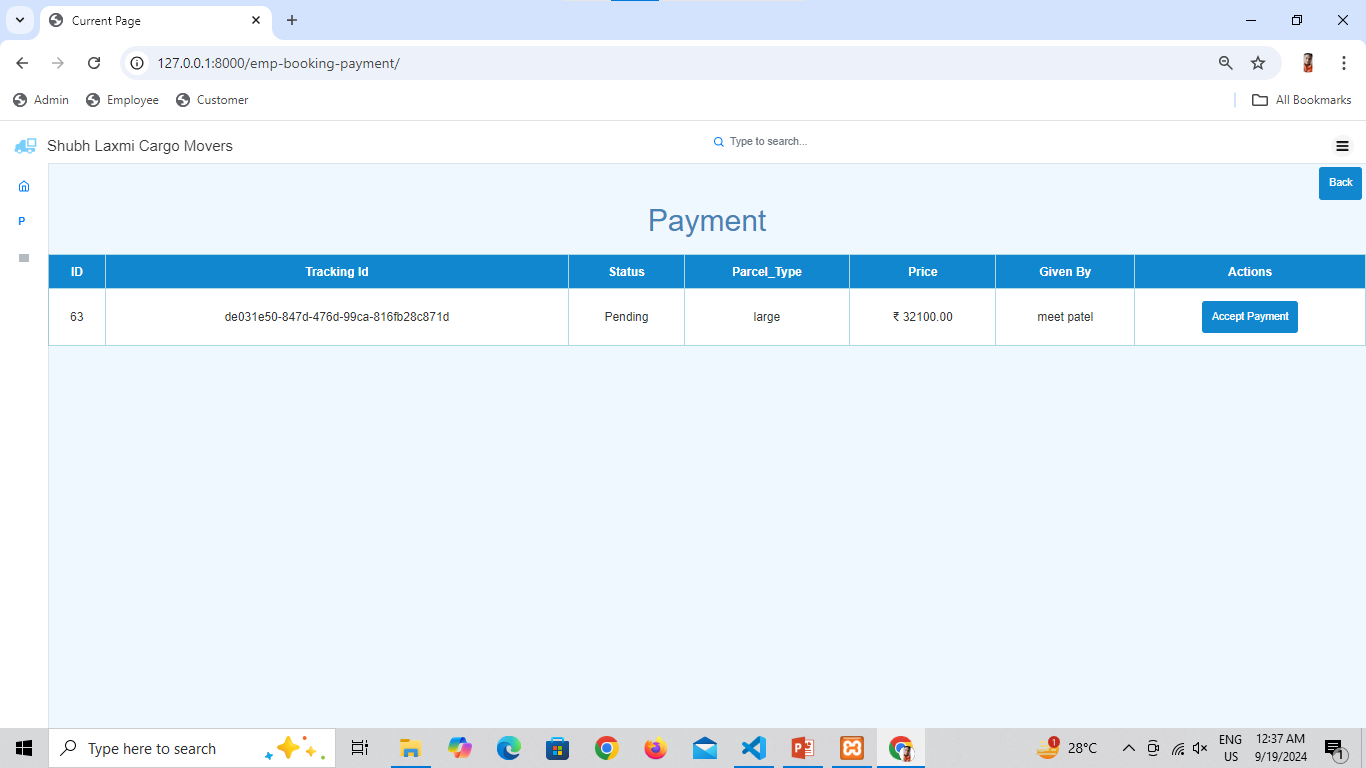 Current Page
127.0.0.1:8000/emp-booking-payment/
Admin Employee Customer All Bookmarks
Shubh Laxmi Cargo Movers Type to search...
Back
P
Payment
ID Tracking Id Status Parcel_Type Price Given By Actions
63 de031e50-847d-476d-99ca-816fb28c871d Pending large ₹ 32100.00 meet patel Accept Payment
Type here to search 1 28°C ENG US 12:37 AM 9/19/2024 1